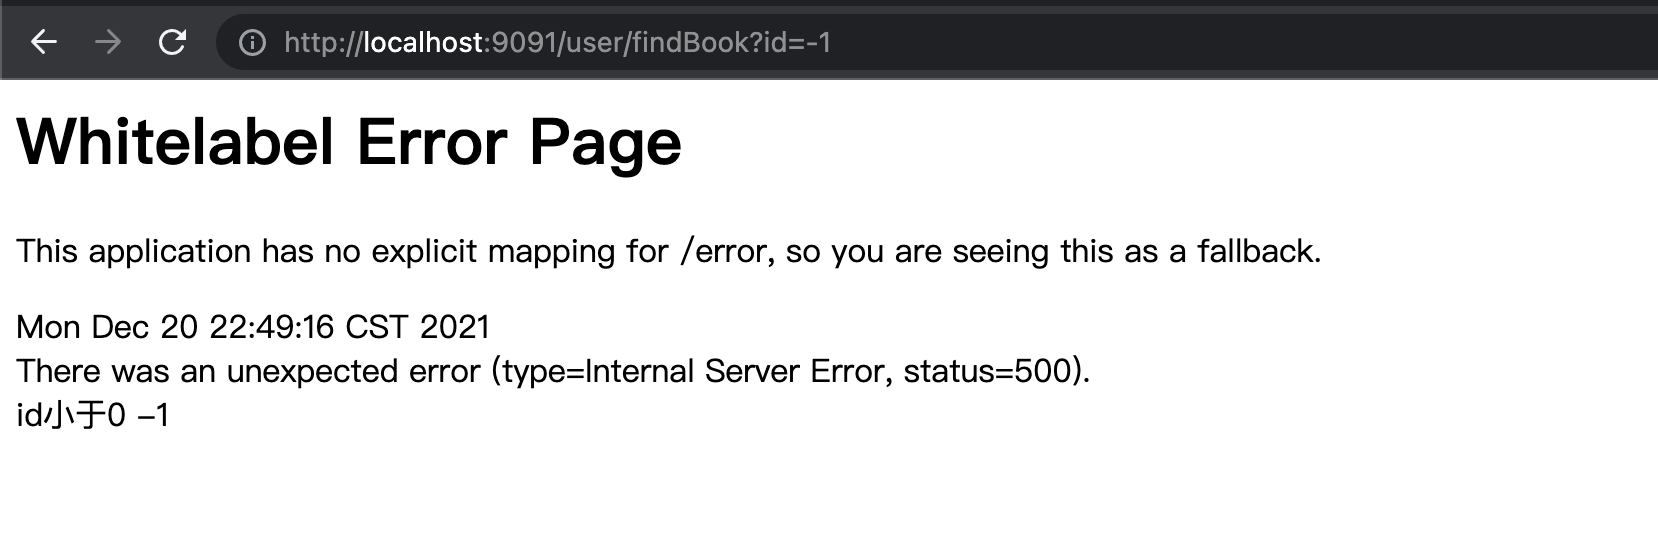 http://localhost:9091/user/findBook?id=-1
Whitelabel Error Page
This application has no explicit mapping for /error, so you are seeing this as a fallback.
Mon Dec 20 22:49:16 CST 2021
There was an unexpected error (type=Internal Server Error, status=500).
id小于0 -1